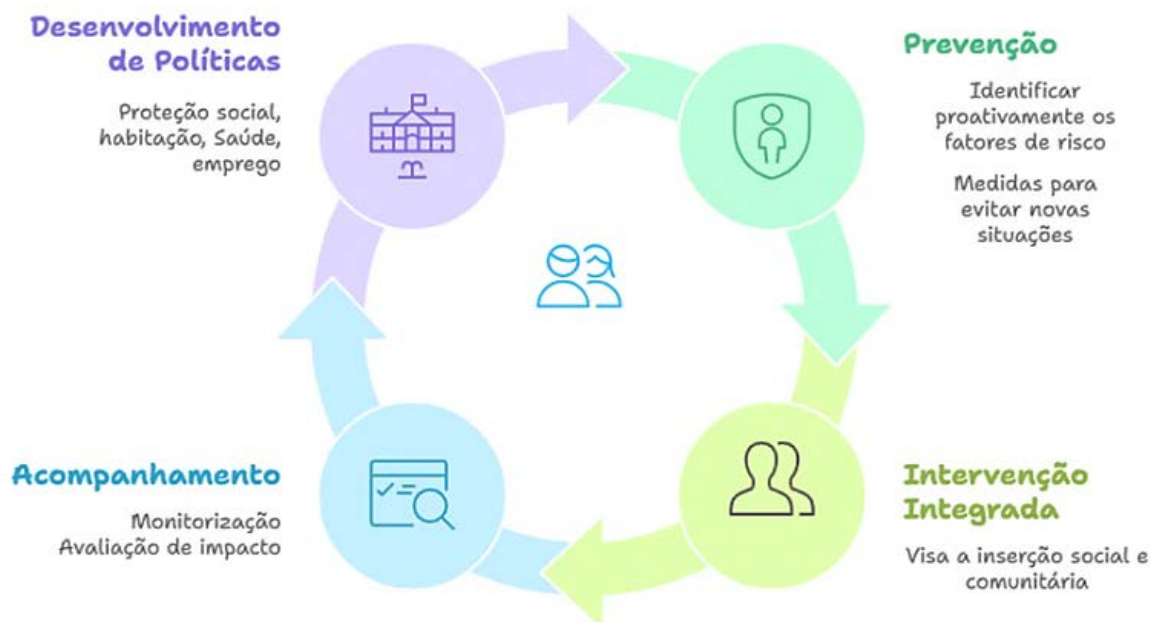 Desenvolvimento
de Políticas
Proteção social,
habitação, Saúde,
emprego
Prevenção
Identificar
proativamente os
fatores de risco
Medidas para
evitar novas
situações
Intervenção
Integrada
Visa a inserção social e
comunitária
Acompanhamento
Monitorização
Avaliação de impacto